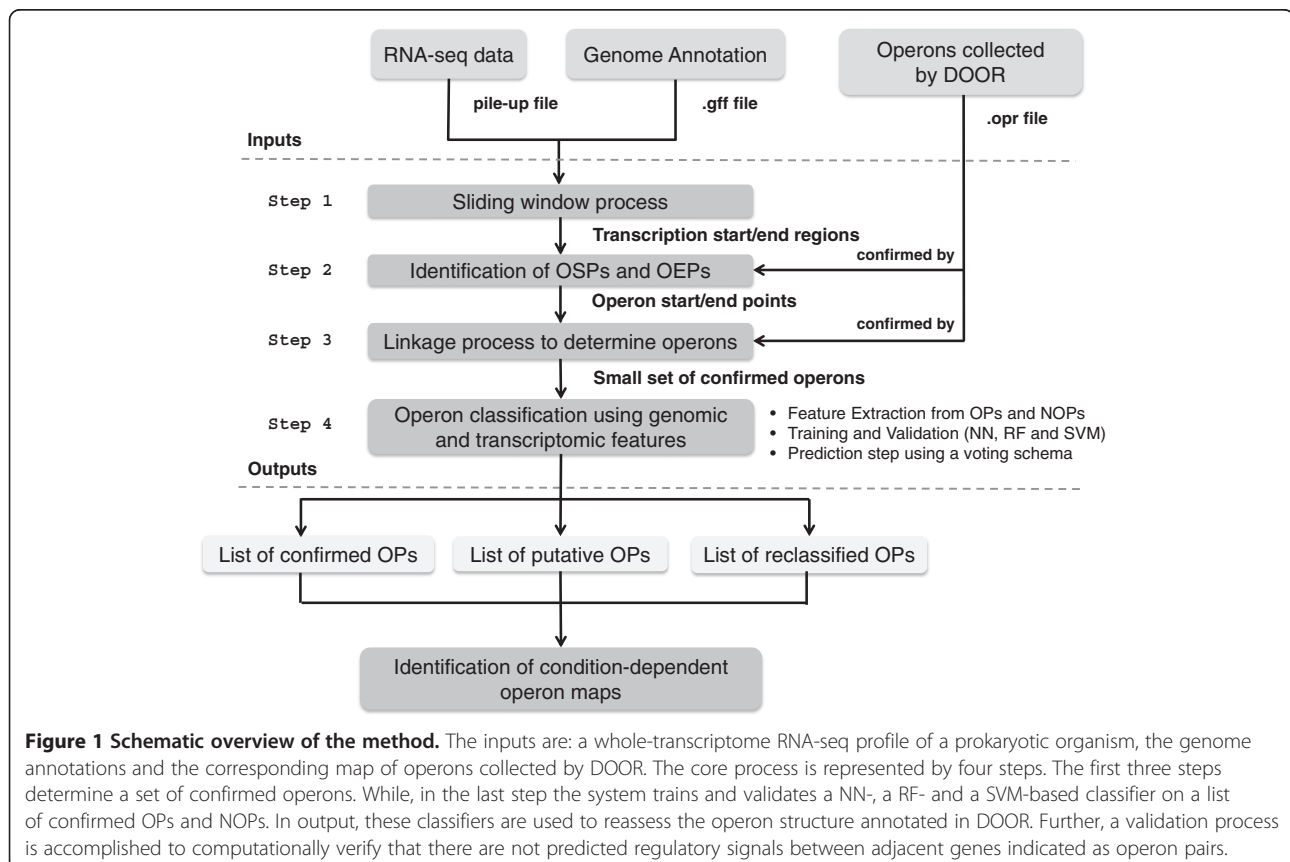 RNA-seq data
Genome Annotation
Operons collected
by DOOR
pile-up file
.gff file
.opr file
Inputs
Step 1
Sliding window process
Transcription start/end regions
confirmed by
Step 2
Identification of OSPs and OEPs
Operon start/end points
confirmed by
Step 3
Linkage process to determine operons
Small set of confirmed operons
Step 4
Operon classification using genomic
and transcriptomic features
• Feature Extraction from OPs and NOPs
• Training and Validation (NN, RF and SVM)
• Prediction step using a voting schema
Outputs
List of confirmed OPs
List of putative OPs
List of reclassified OPs
Identification of condition-dependent
operon maps
Figure 1 Schematic overview of the method. The inputs are: a whole-transcriptome RNA-seq profile of a prokaryotic organism, the genome
annotations and the corresponding map of operons collected by DOOR. The core process is represented by four steps. The first three steps
determine a set of confirmed operons. While, in the last step the system trains and validates a NN-, a RF- and a SVM-based classifier on a list
of confirmed OPs and NOPs. In output, these classifiers are used to reassess the operon structure annotated in DOOR. Further, a validation process
is accomplished to computationally verify that there are not predicted regulatory signals between adjacent genes indicated as operon pairs.